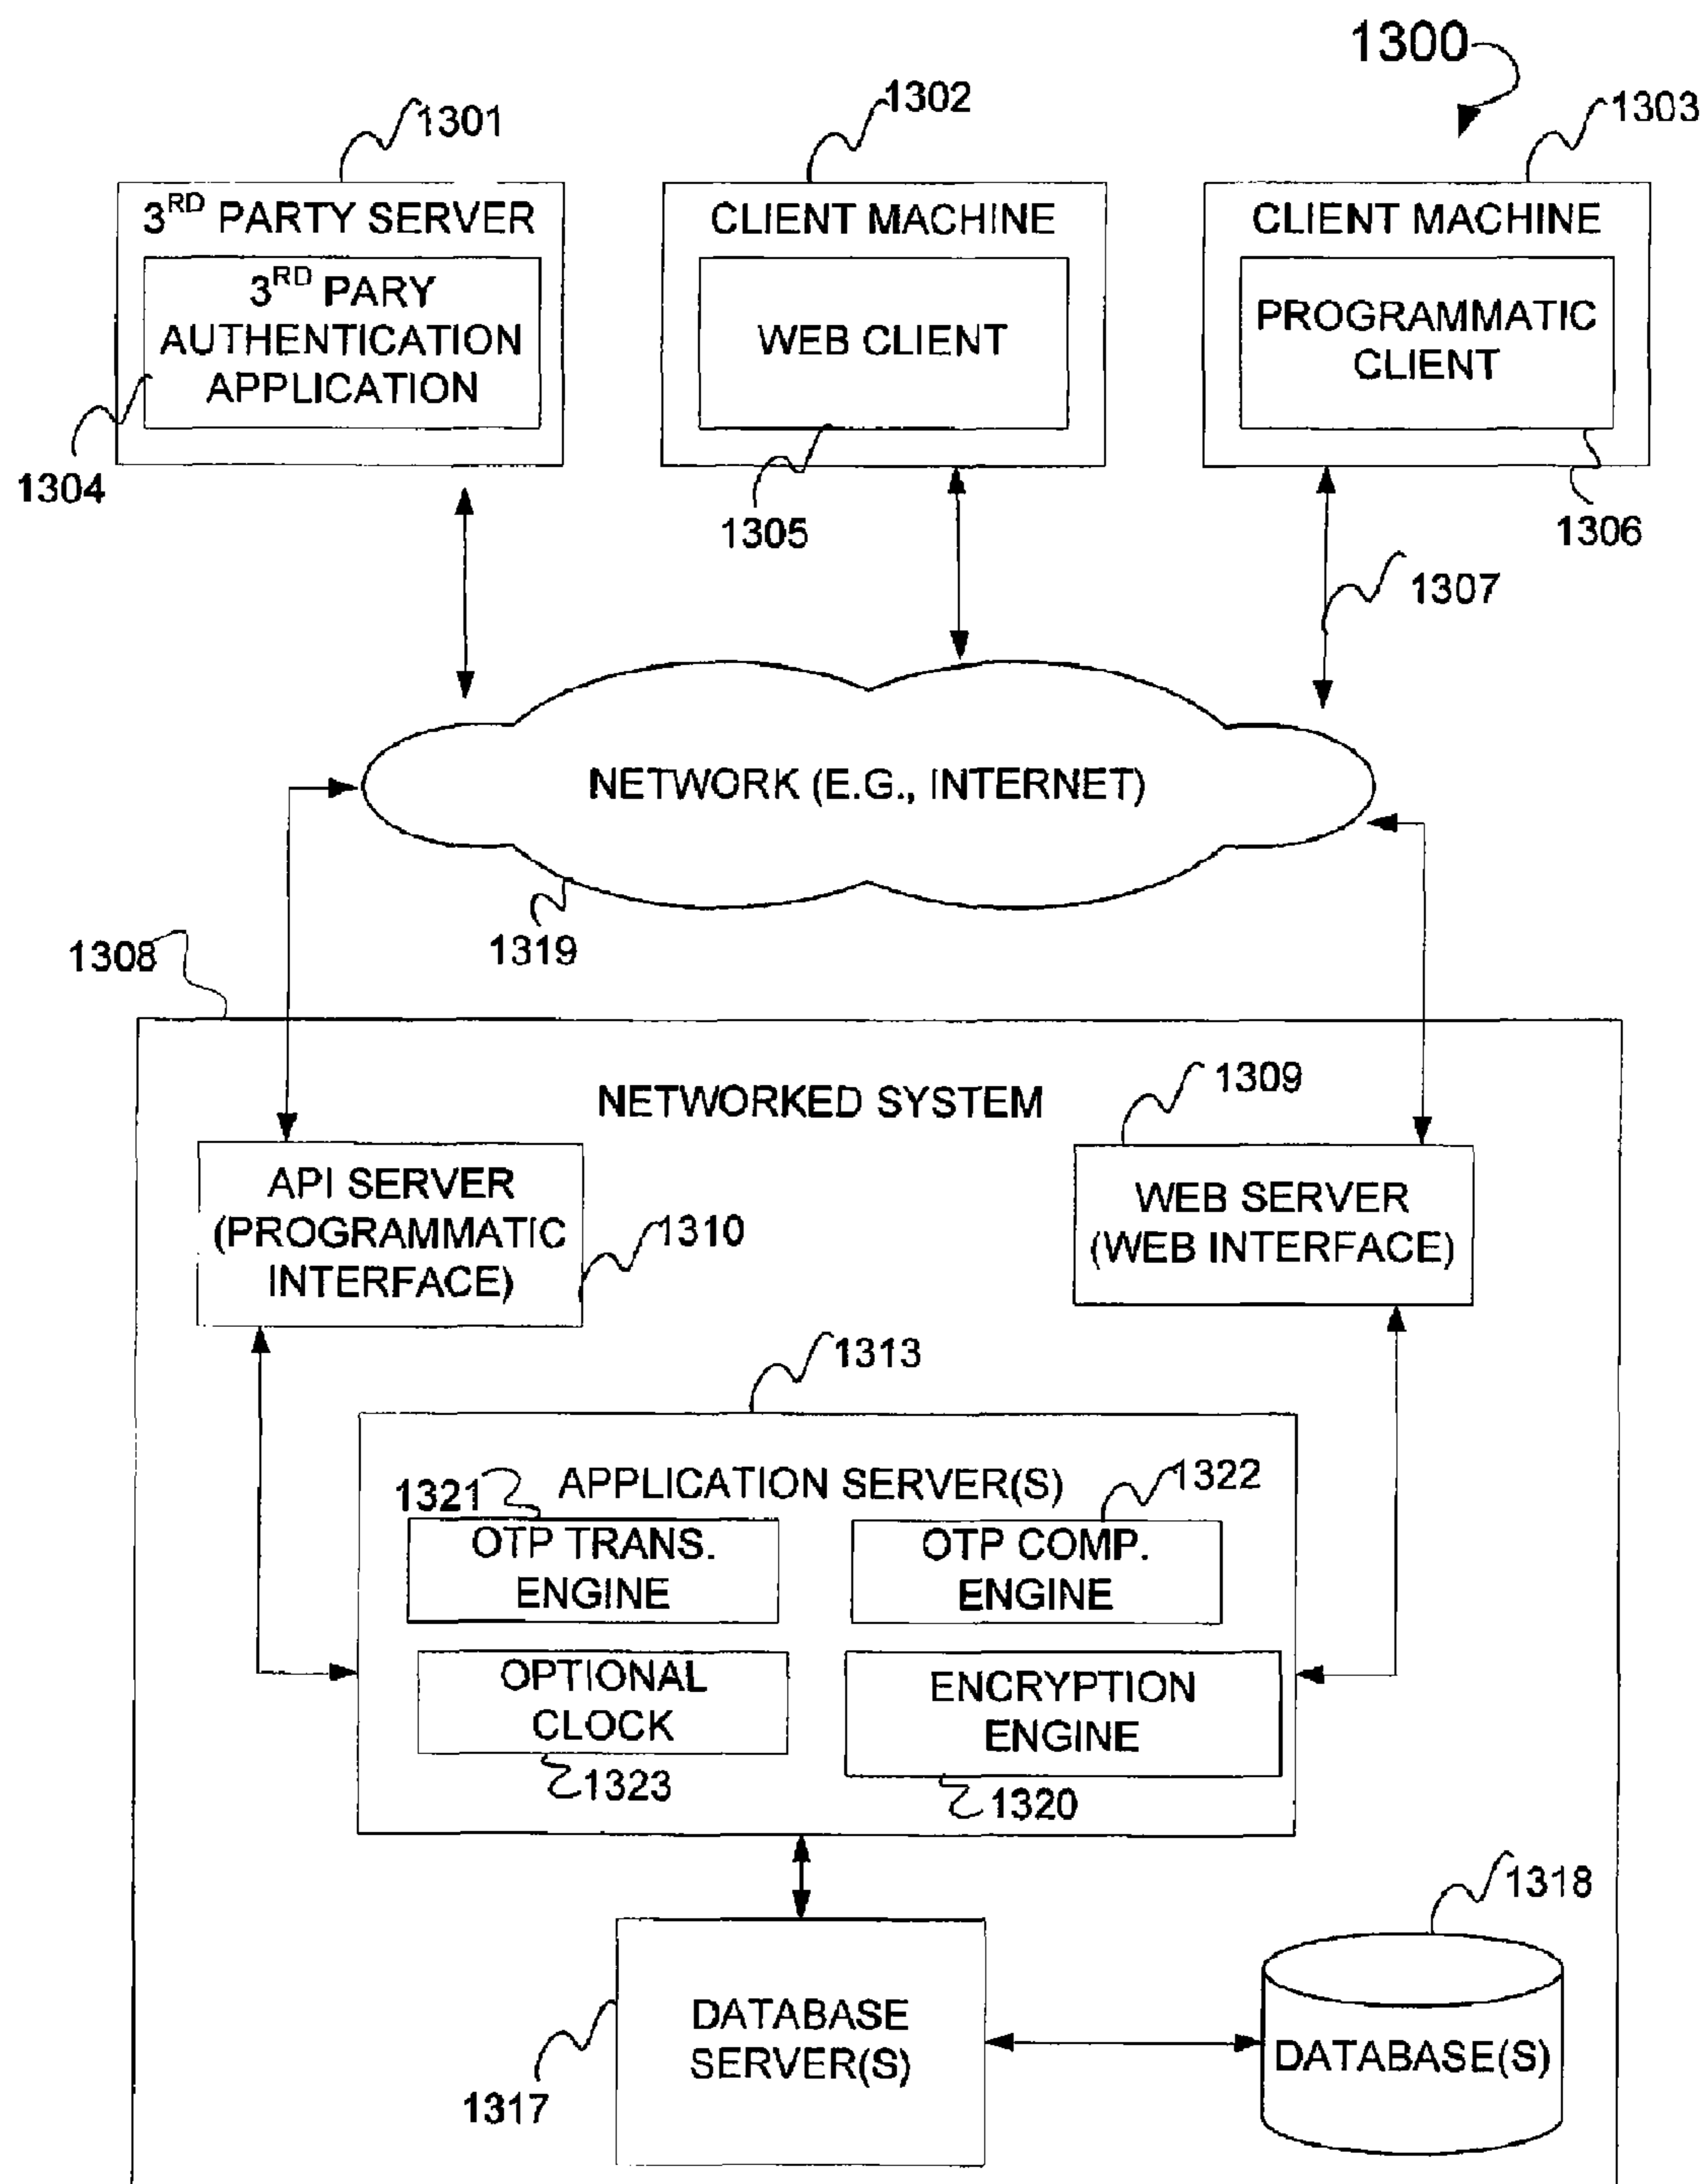 1300
1301
1302
1303
3RD PARTY SERVER
3RD PARY
AUTHENTICATION
APPLICATION
1304
CLIENT MACHINE
WEB CLIENT
1305
CLIENT MACHINE
PROGRAMMATIC
CLIENT
1306
1307
NETWORK (E.G., INTERNET)
1319
1308
NETWORKED SYSTEM
1309
API SERVER
(PROGRAMMATIC
INTERFACE)
1310
WEB SERVER
(WEB INTERFACE)
1313
APPLICATION SERVER(S)
1321
OTP TRANS.
ENGINE
1322
OTP COMP.
ENGINE
OPTIONAL
CLOCK
1323
ENCRYPTION
ENGINE
1320
1318
DATABASE
SERVER(S)
1317
DATABASE(S)